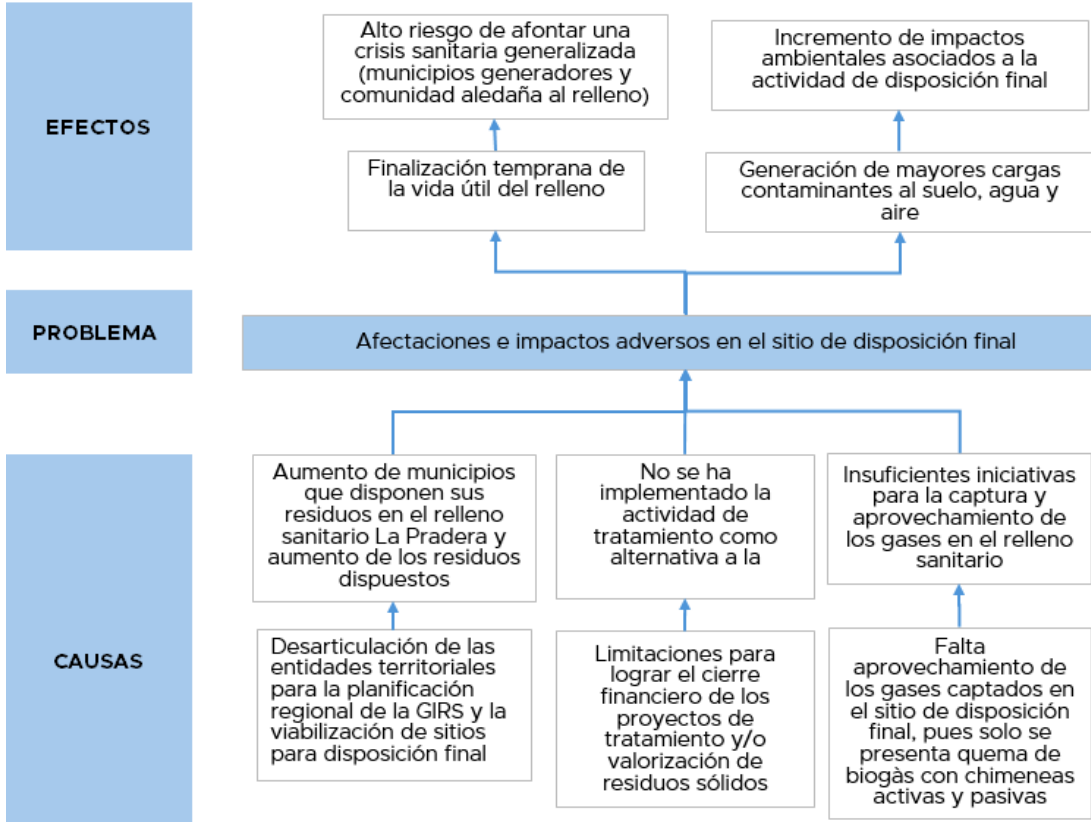 EFECTOS
Alto riesgo de afontar una
crisis sanitaria generalizada
(municipios generadores y
comunidad aledaña al relleno)
Incremento de impactos
ambientales asociados a la
actividad de disposición final
Finalización temprana de
la vida útil del relleno
Generación de mayores cargas
contaminantes al suelo, agua y
aire
PROBLEMA
Afectaciones e impactos adversos en el sitio de disposición final
CAUSAS
Aumento de municipios
que disponen sus
residuos en el relleno
sanitario La Pradera y
aumento de los residuos
dispuestos
No se ha
implementado la
actividad de
tratamiento como
alternativa a la
Insuficientes iniciativas
para la captura y
aprovechamiento de
los gases en el relleno
sanitario
Desarticulación de las
entidades territoriales
para la planificación
regional de la GIRS y la
viabilización de sitios
para disposición final
Limitaciones para
lograr el cierre
financiero de los
proyectos de
tratamiento y/o
valorización de
residuos sólidos
Falta
aprovechamiento de
los gases captados en
el sitio de disposición
final, pues solo se
presenta quema de
biogàs con chimeneas
activas y pasivas